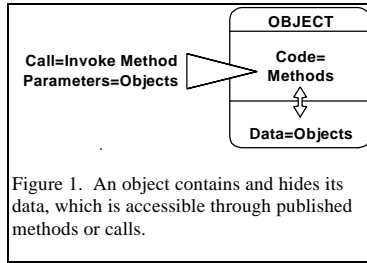 OBJECT
Call=Invoke Method
Parameters=Objects
Code=
Methods
Data=Objects
Figure 1. An object contains and hides its
data, which is accessible through published
methods or calls.